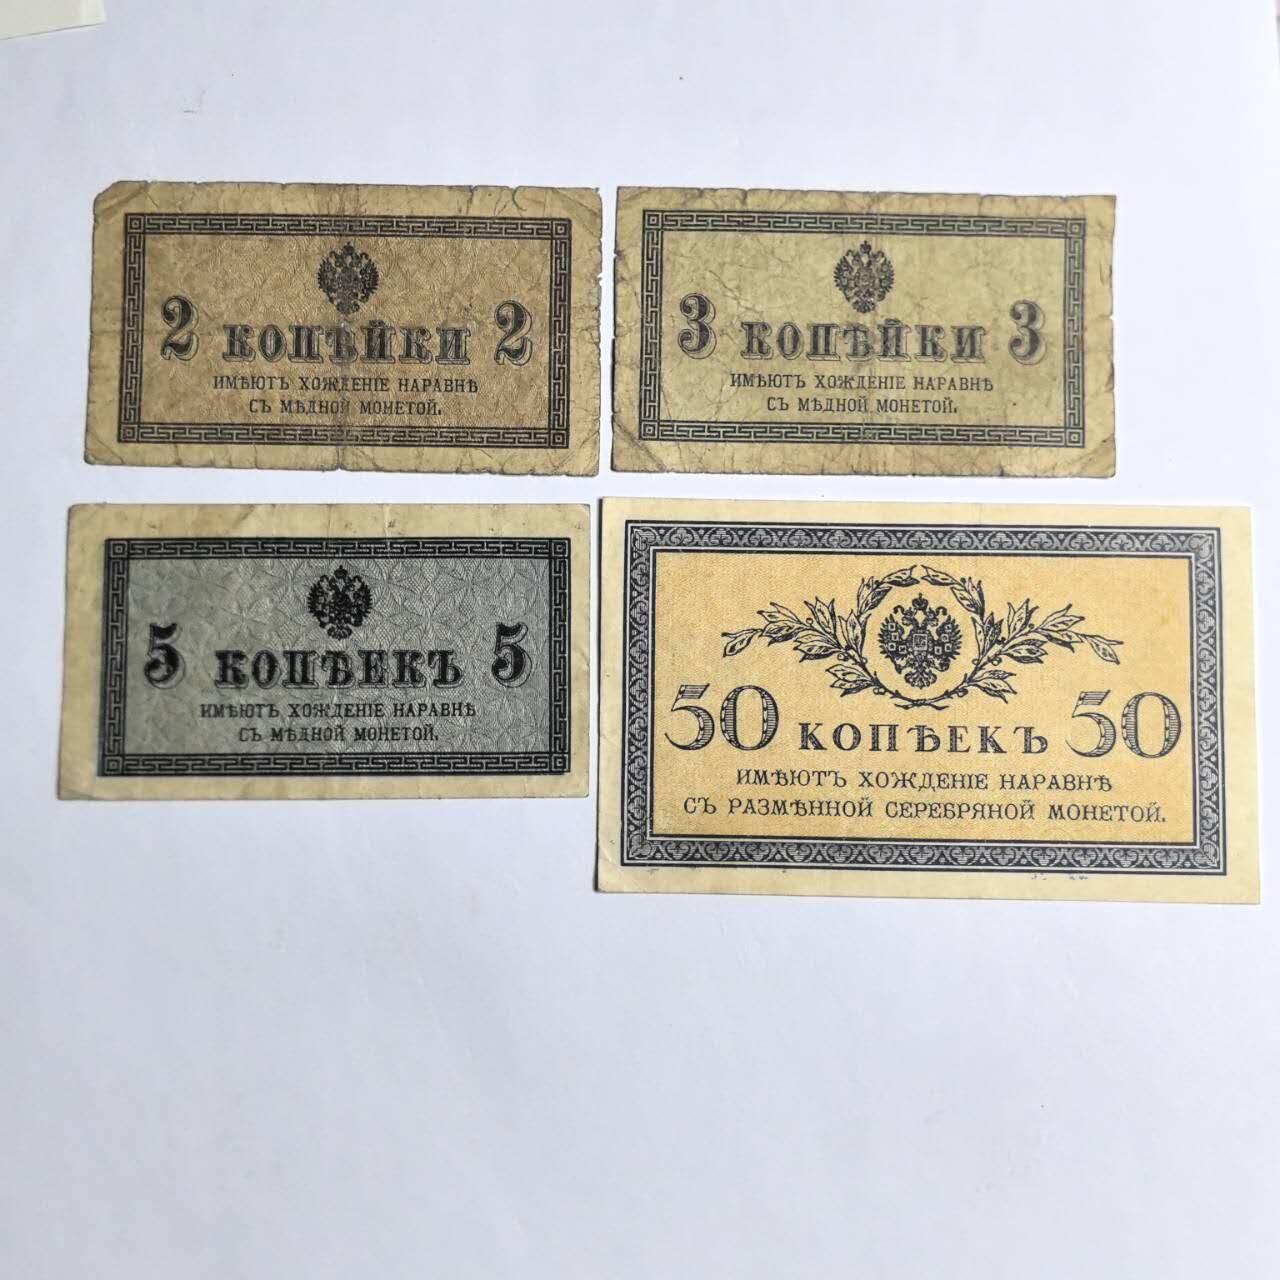 2 КОПѢЙКИ 2
ИМѢЮТЪ ХОЖДЕНІЕ НАРАВНѢ
СЪ МѢДНОЙ МОНЕТОЙ.
3 КОПѢЙКИ 3
ИМѢЮТЪ ХОЖДЕНІЕ НАРАВНѢ
СЪ МѢДНОЙ МОНЕТОЙ.
5 КОПѢЕКЪ 5
ИМѢЮТЪ ХОЖДЕНІЕ НАРАВНѢ
СЪ МѢДНОЙ МОНЕТОЙ.
50 КОПѢЕКЪ 50
ИМѢЮТЪ ХОЖДЕНІЕ НАРАВНѢ
СЪ РАЗМѢННОЙ СЕРЕБРЯНОЙ МОНЕТОЙ.